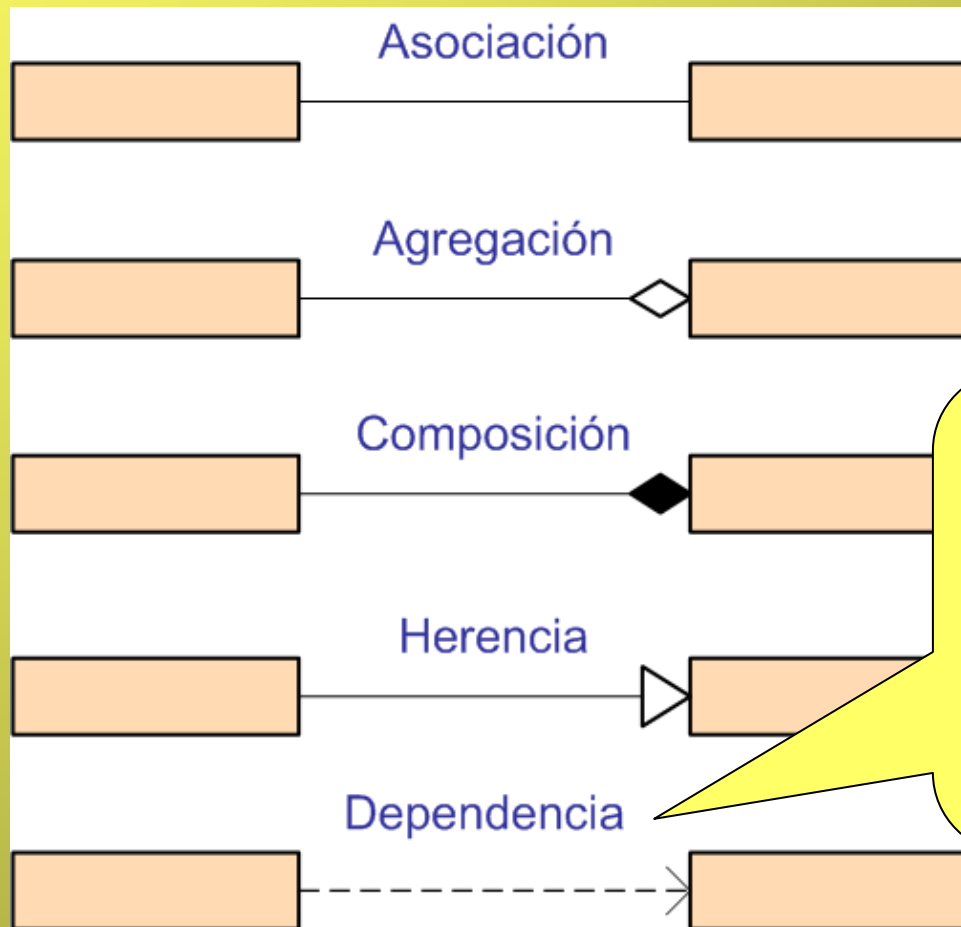 Asociación
Agregación
Composición
Herencia
Dependencia